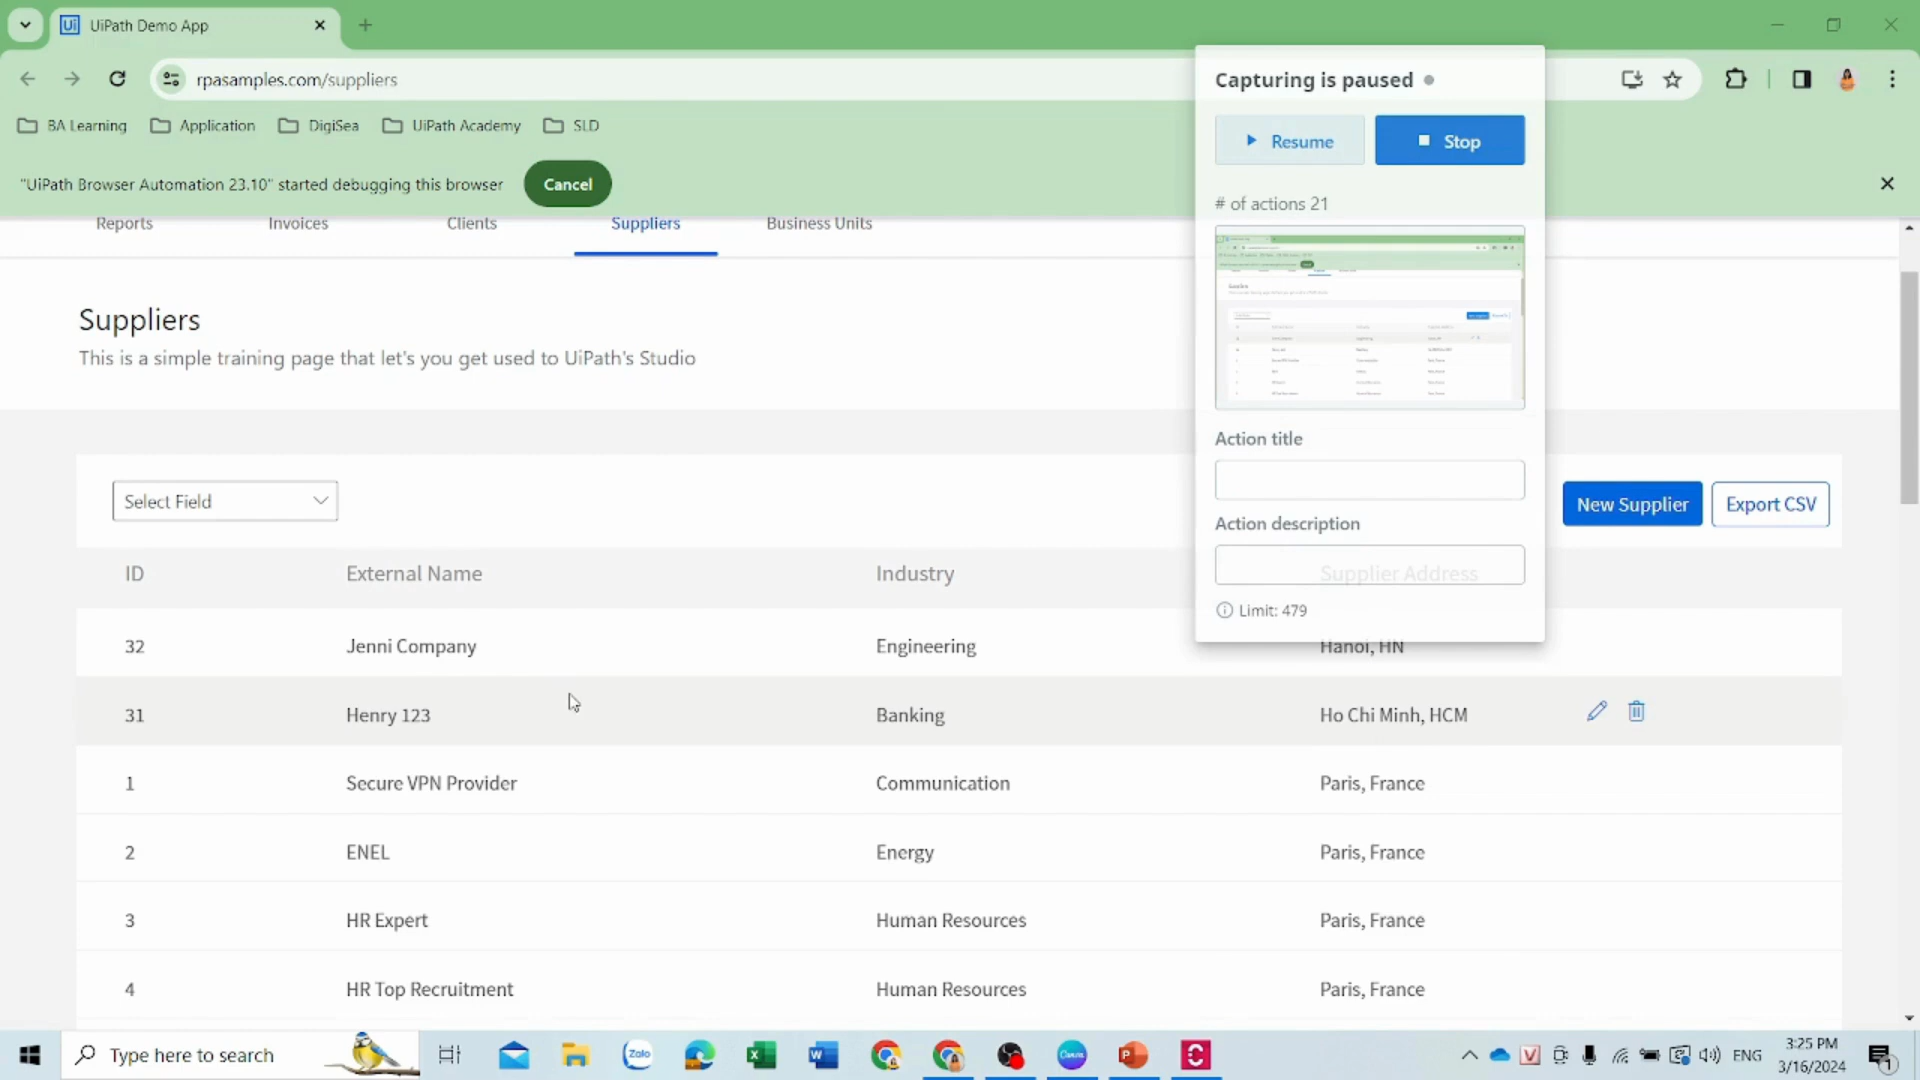 UiPath Demo App
rpasamples.com/suppliers
BA Learning
Application
DigiSea
UiPath Academy
SLD
"UiPath Browser Automation 23.10" started debugging this browser
Cancel
Reports
Invoices
Clients
Suppliers
Business Units
Suppliers
This is a simple training page that let's you get used to UiPath's Studio
Capturing is paused
Resume
Stop
# of actions 21
Action title
Action description
Limit: 479
Select Field
New Supplier
Export CSV
ID External Name Industry Supplier Address
32 Jenni Company Engineering Hanoi, HN
31 Henry 123 Banking Ho Chi Minh, HCM
1 Secure VPN Provider Communication Paris, France
2 ENEL Energy Paris, France
3 HR Expert Human Resources Paris, France
4 HR Top Recruitment Human Resources Paris, France
Type here to search
Zalo
Canva
ENG
3:25 PM
3/16/2024